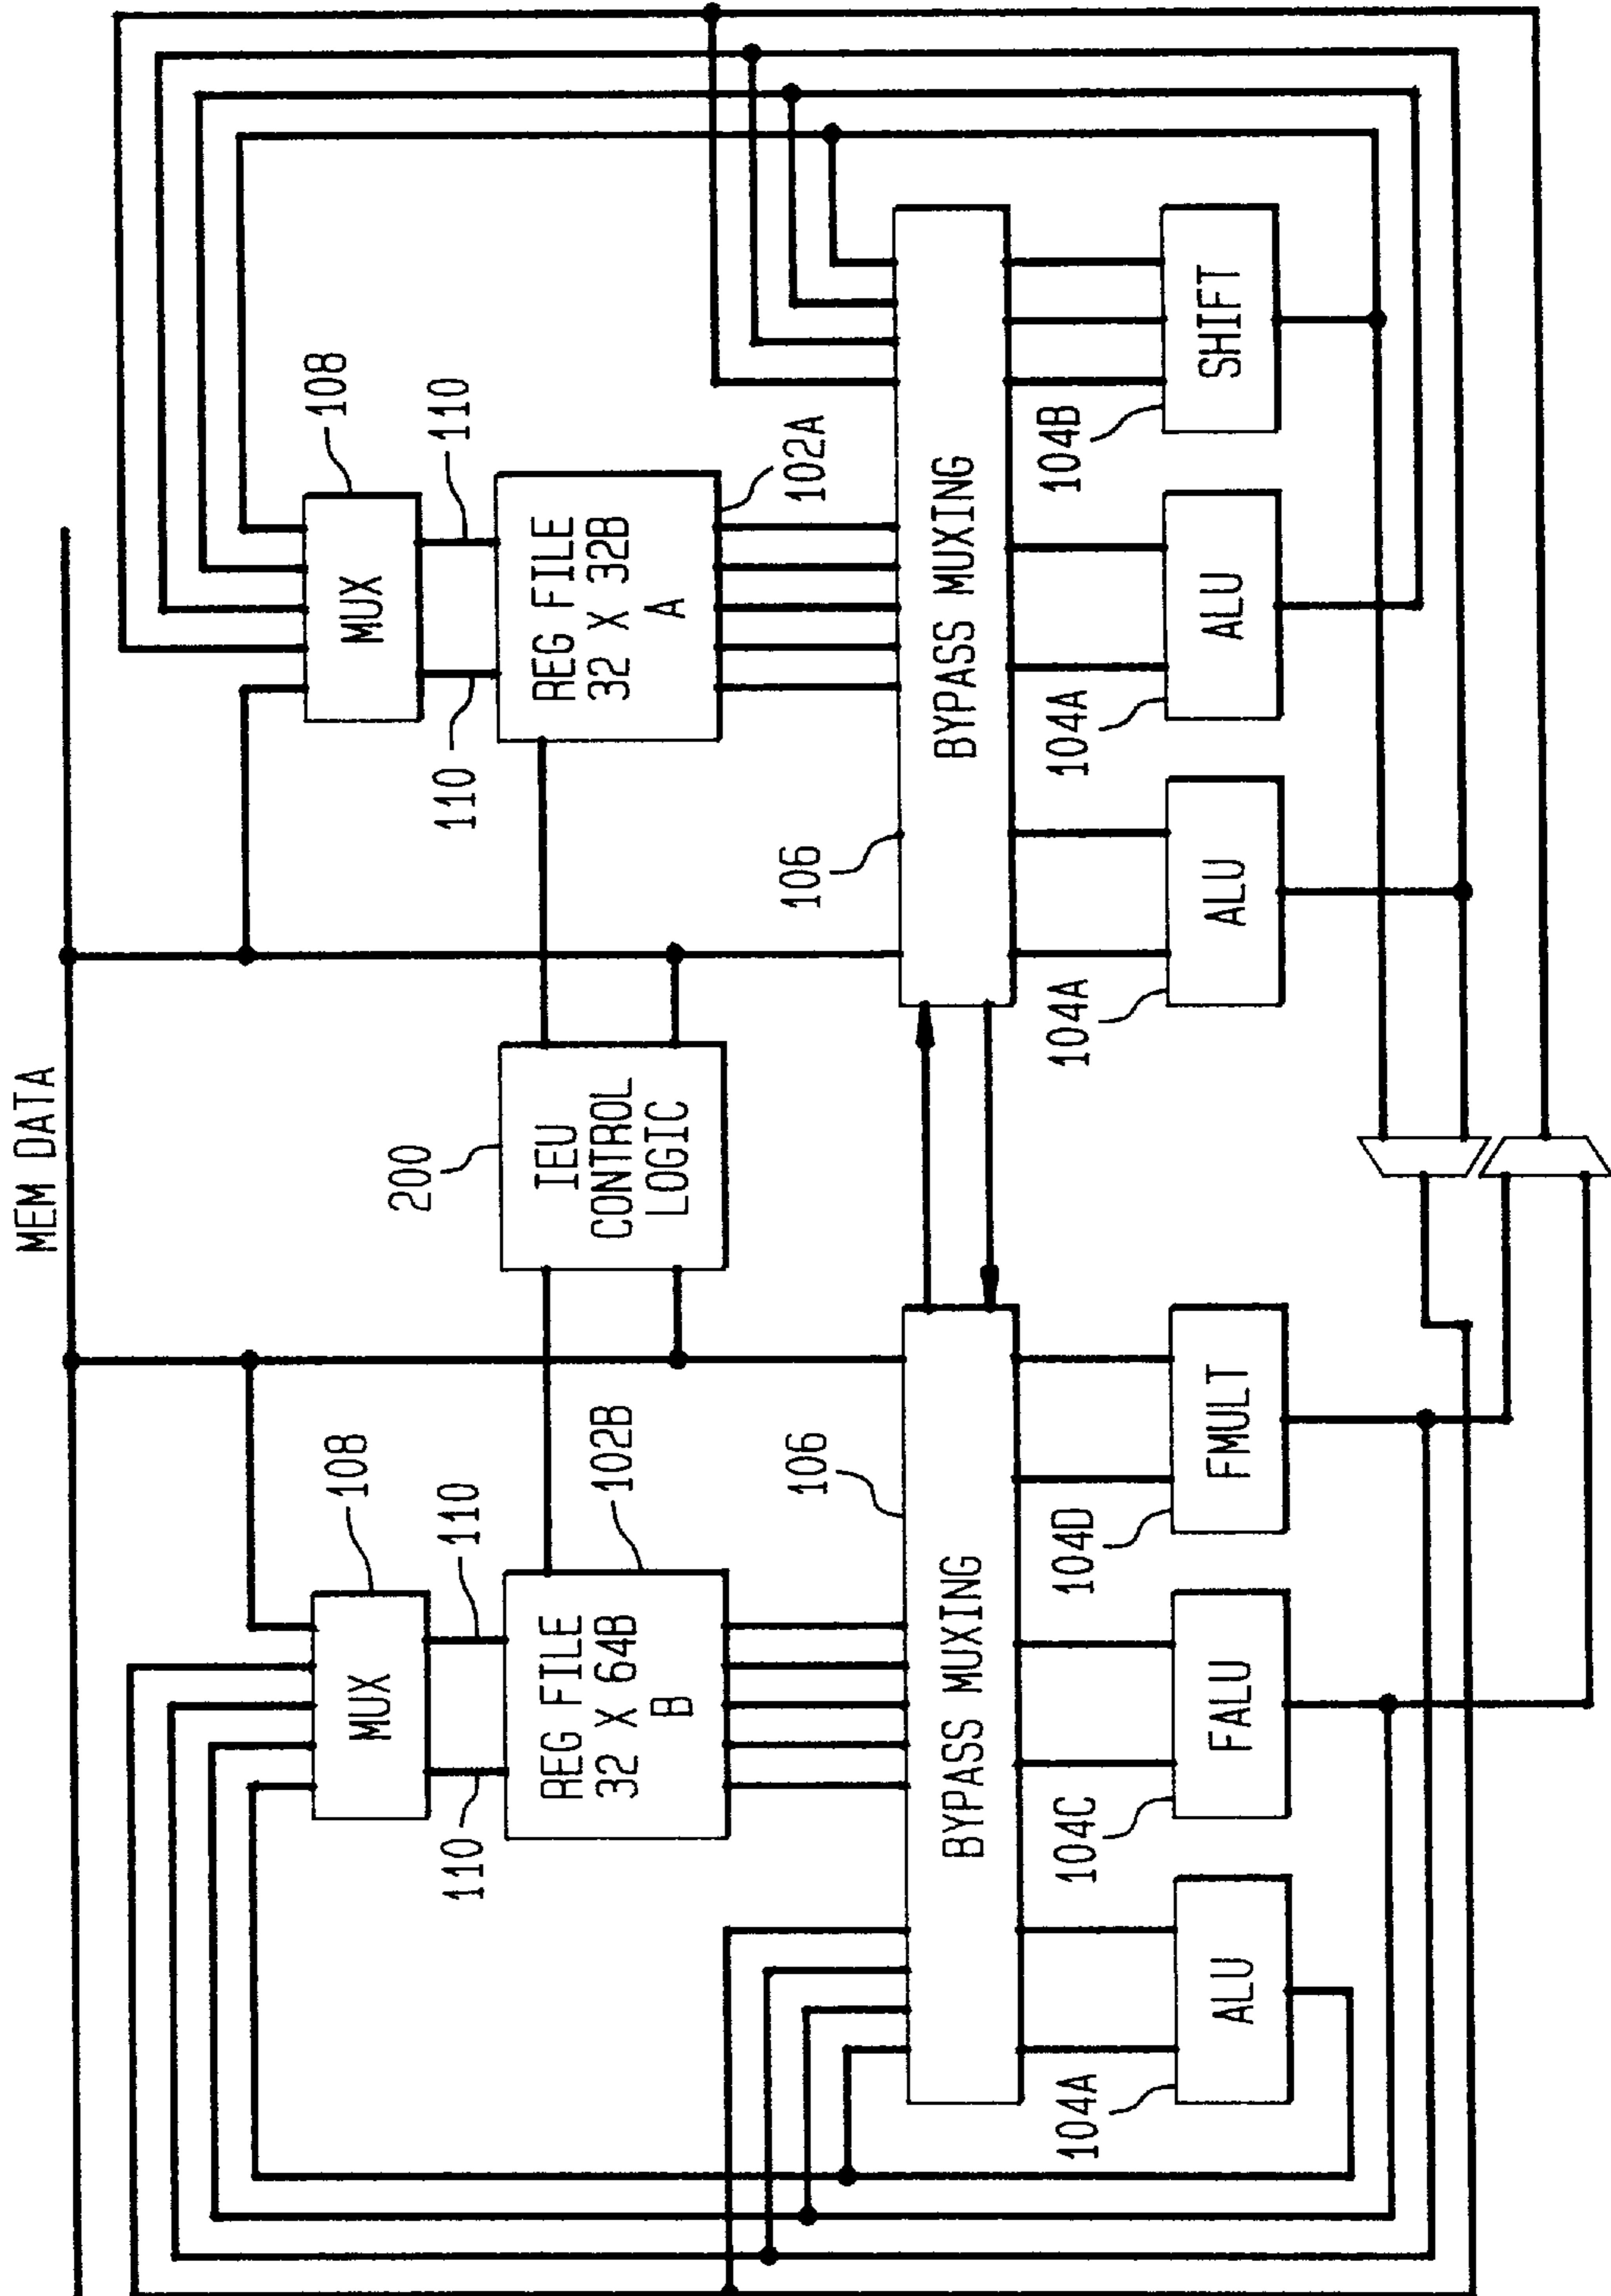 MEM DATA
108
108
MUX
MUX
110
110
110
110
200
REG FILE
32 X 64B
B
102B
IEU
CONTROL
LOGIC
REG FILE
32 X 32B
A
102A
106
106
BYPASS MUXING
BYPASS MUXING
104A
104C
104D
104A
104A
104B
ALU
FALU
FMULT
ALU
ALU
SHIFT